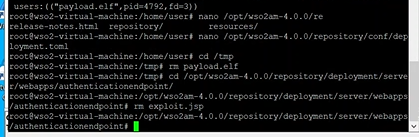 users:(("payload.elf",pid=4792,fd=3))
root@wso2-virtual-machine:/home/user# nano /opt/wso2am-4.0.0/re
release-notes.html repository/ resources/
root@wso2-virtual-machine:/home/user# nano /opt/wso2am-4.0.0/repository/conf/dep
loyment.toml
root@wso2-virtual-machine:/home/user# cd /tmp
root@wso2-virtual-machine:/tmp# rm payload.elf
root@wso2-virtual-machine:/tmp# cd /opt/wso2am-4.0.0/repository/deployment/serve
r/webapps/authenticationendpoint/
root@wso2-virtual-machine:/opt/wso2am-4.0.0/repository/deployment/server/webapps
/authenticationendpoint# rm exploit.jsp
root@wso2-virtual-machine:/opt/wso2am-4.0.0/repository/deployment/server/webapps
/authenticationendpoint#